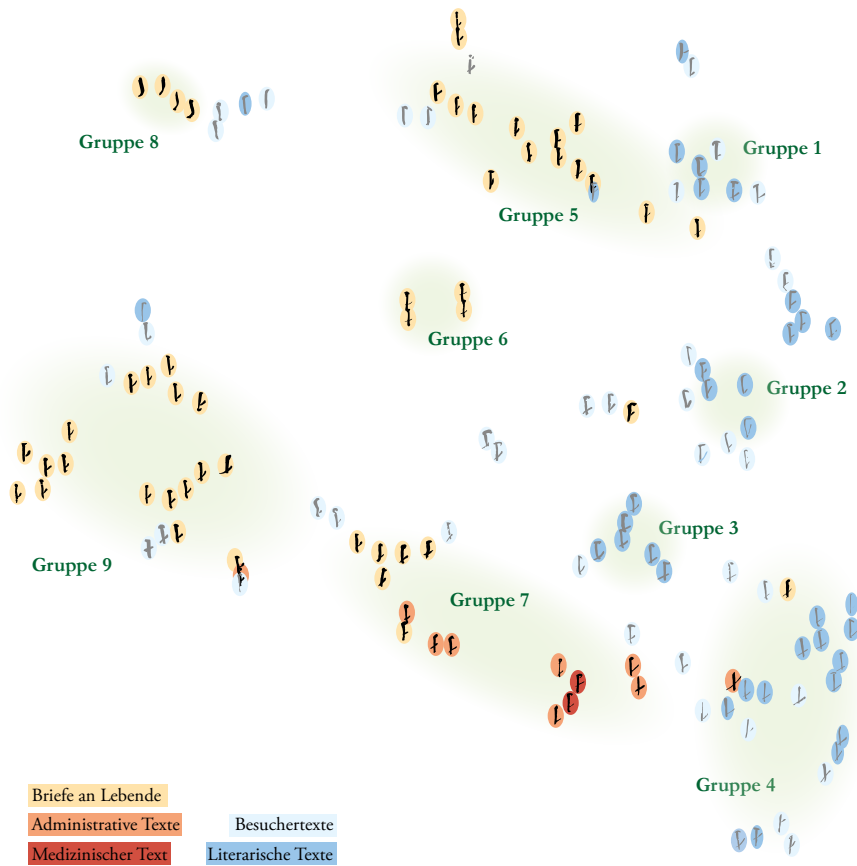 Gruppe 8
Gruppe 1
Gruppe 5
Gruppe 6
Gruppe 2
Gruppe 3
Gruppe 9
Gruppe 7
Gruppe 4
Briefe an Lebende
Administrative Texte Besuchertexte
Medizinischer Text Literarische Texte